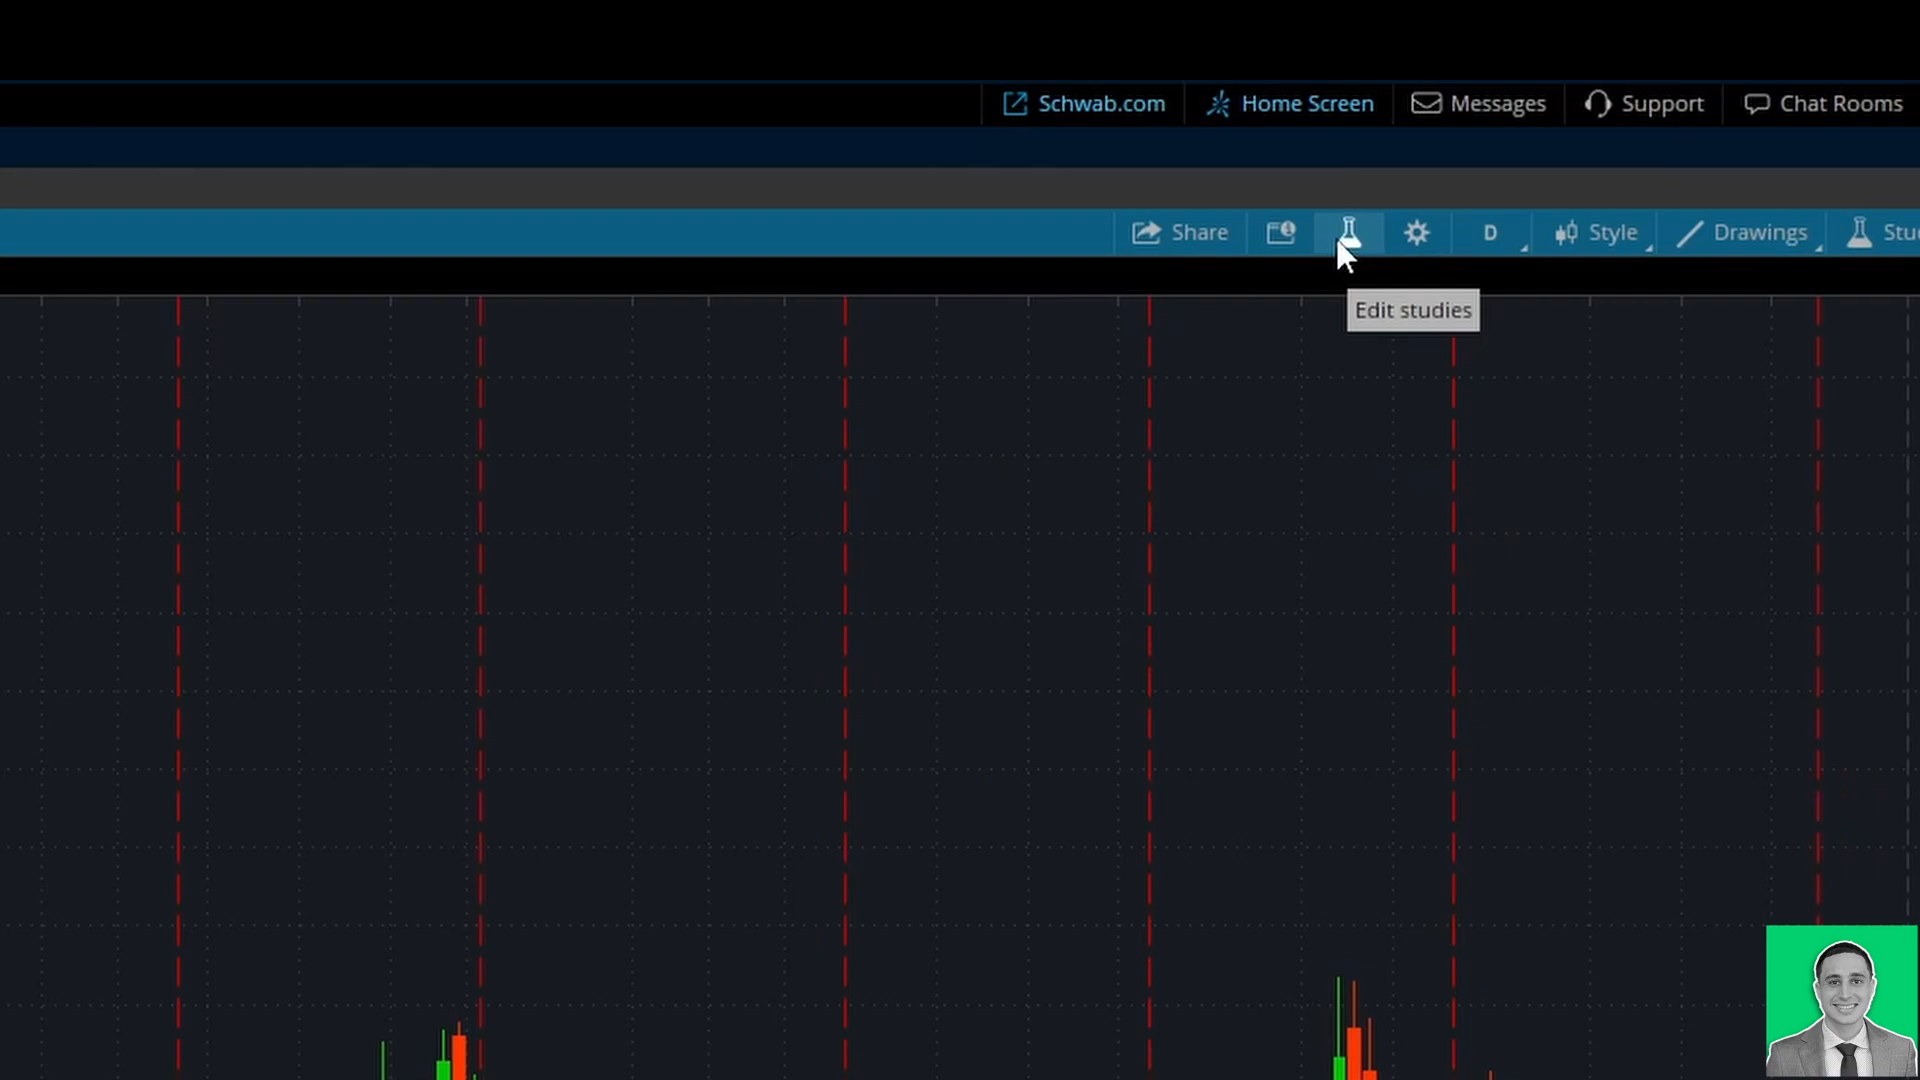 Schwab.com Home Screen Messages Support Chat Rooms
Share D Style Drawings
Edit studies